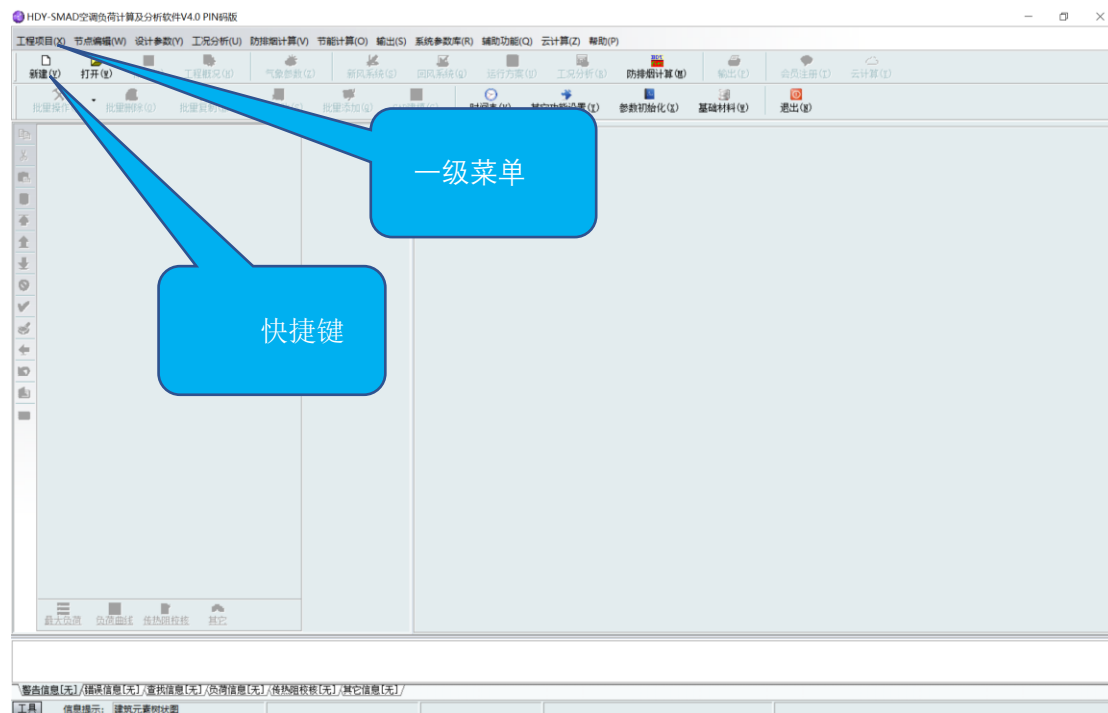 HDY-SMAD空调负荷计算及分析软件V4.0 PIN码版
工程项目(X) 节点编辑(W) 设计参数(Y) 工况分析(U) 防排烟计算(V) 节能计算(O) 输出(S) 系统参数库(R) 辅助功能(Q) 云计算(Z) 帮助(P)
新建(Y) 打开(E) 工程概况(B) 气象参数(I) 新风系统(S) 回风系统(G) 运行方案(U) 工况分析(B) 防排烟计算(M) 输出(P) 会员注册(I) 云计算(I)
批量操作 批量删除(O) 批量复制 批量添加(Q) 参数初始化(X) 基础材料(W) 退出(E)
一级菜单
快捷键
最大负荷 负荷曲线 传热阻校核 其它
警告信息[无] 错误信息[无] 查找信息[无] 负荷信息[无] 传热阻校核[无] 其它信息[无]
工具 信息提示: 建筑元素树状图